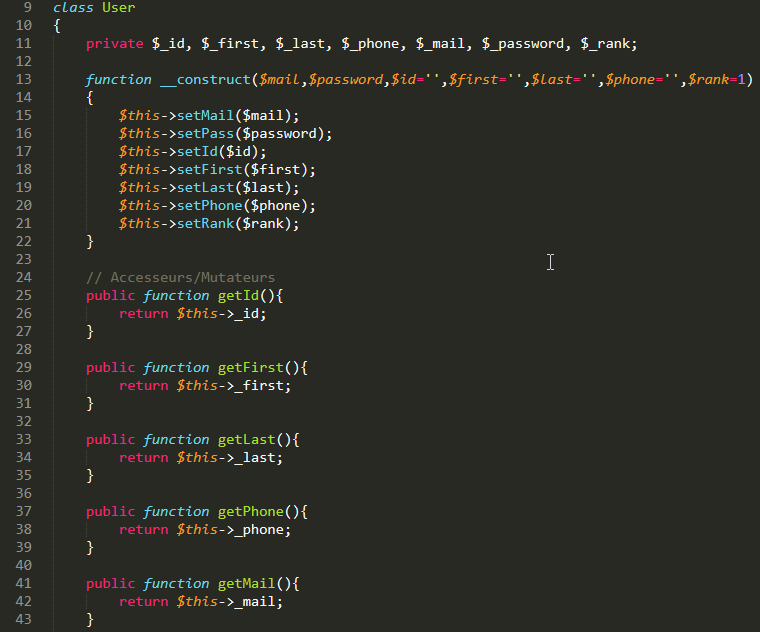 9 class User
10 {
11 private $_id, $_first, $_last, $_phone, $_mail, $_password, $_rank;
12
13 function __construct($mail,$password,$id='',$first='',$last='',$phone='',$rank=1)
14 {
15 $this->setMail($mail);
16 $this->setPass($password);
17 $this->setId($id);
18 $this->setFirst($first);
19 $this->setLast($last);
20 $this->setPhone($phone);
21 $this->setRank($rank);
22 }
23
24 // Accesseurs/Mutateurs
25 public function getId(){
26 return $this->_id;
27 }
28
29 public function getFirst(){
30 return $this->_first;
31 }
32
33 public function getLast(){
34 return $this->_last;
35 }
36
37 public function getPhone(){
38 return $this->_phone;
39 }
40
41 public function getMail(){
42 return $this->_mail;
43 }